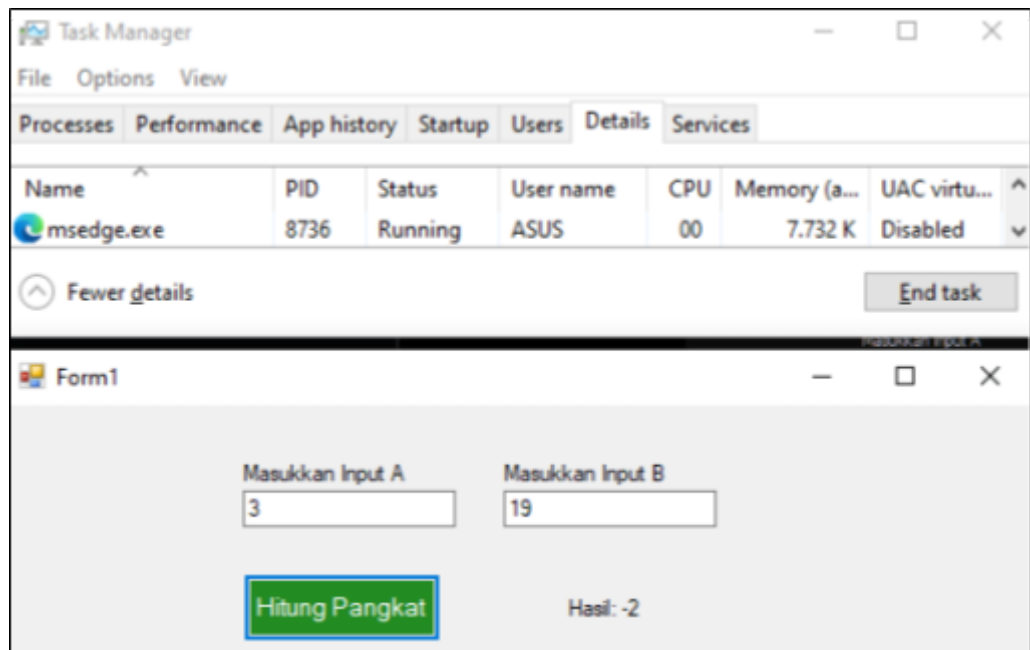 Task Manager
File Options View
Processes Performance App history Startup Users Details Services
Name PID Status User name CPU Memory (a... UAC virtu...
msedge.exe 8736 Running ASUS 00 7.732 K Disabled
Fewer details End task
Masukkan Input A
Form1
Masukkan Input A Masukkan Input B
3 19
Hitung Pangkat Hasil: -2